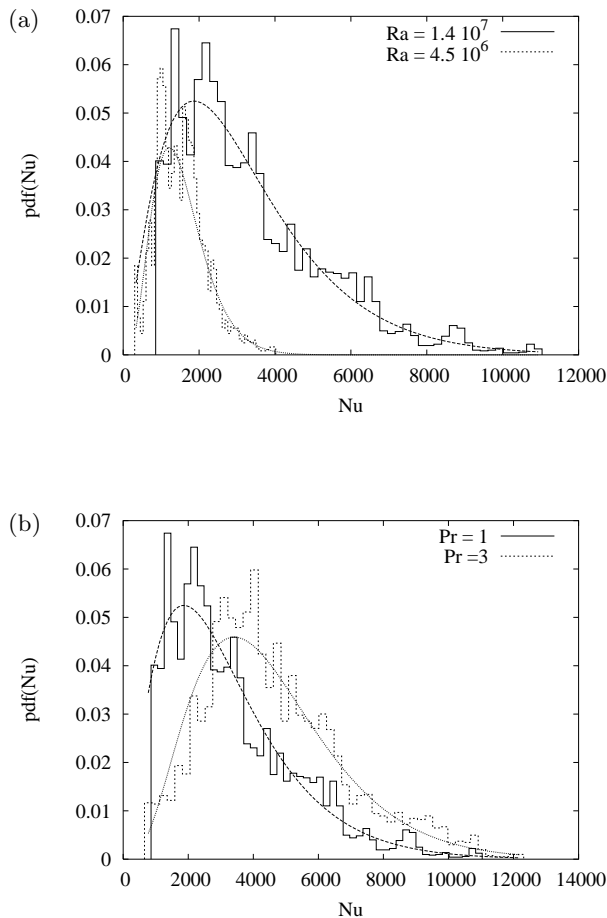 (a)
0.07
0.06
0.05
0.04
0.03
0.02
0.01
0
pdf(Nu)
Ra = 1.4 10^7
Ra = 4.5 10^6
0 2000 4000 6000 8000 10000 12000
Nu
(b)
0.07
0.06
0.05
0.04
0.03
0.02
0.01
0
pdf(Nu)
Pr = 1
Pr =3
0 2000 4000 6000 8000 10000 12000 14000
Nu